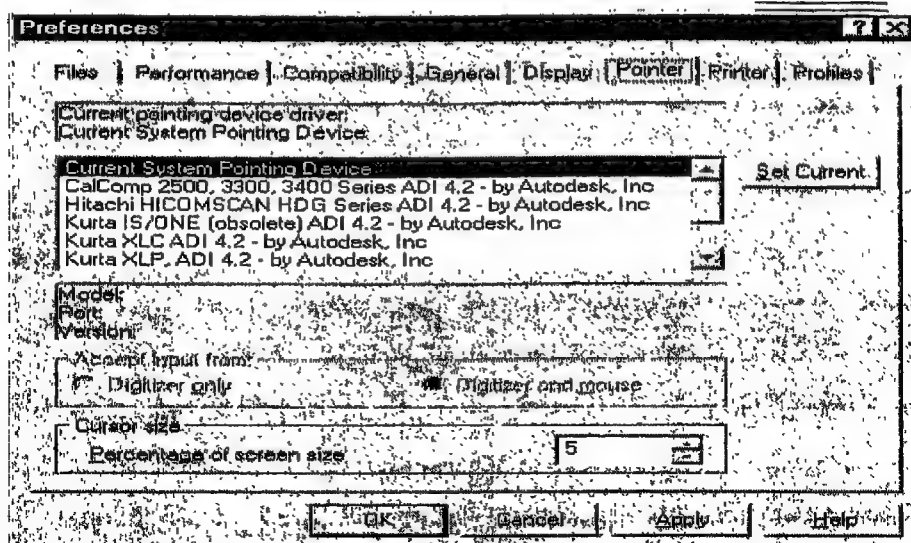 Preferences
Files Performance Compatibility General Display Pointer Printer Profiles
Current pointing device driver:
Current System Pointing Device
Current System Pointing Device
Set Current
CalComp 2500, 3300, 3400 Series ADI 4.2 - by Autodesk, Inc
Hitachi HICOMSCAN HDG Series ADI 4.2 - by Autodesk, Inc
Kurta IS/ONE (obsolete) ADI 4.2 - by Autodesk, Inc
Kurta XLC ADI 4.2 - by Autodesk, Inc
Kurta XLP, ADI 4.2 - by Autodesk, Inc
Model:
Port:
Version:
Accept input from:
Digitizer only Digitizer and mouse
Cursor size
Percentage of screen size 5
OK Cancel Apply Help